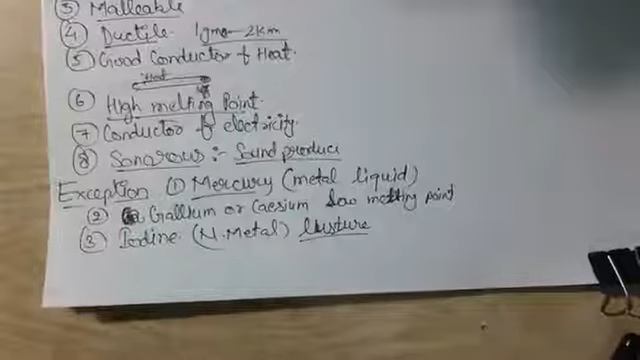 ③ Malleable
④ Ductile 1gm - 2km
⑤ Good Conductor of Heat.
Heat
⑥ High melting Point.
⑦ Conductor of electricity.
⑧ Sonarous :- Sound produce
Exception ① Mercury (metal liquid)
② Gallium or Caesium low melting point
③ Iodine (N.Metal) Lusture